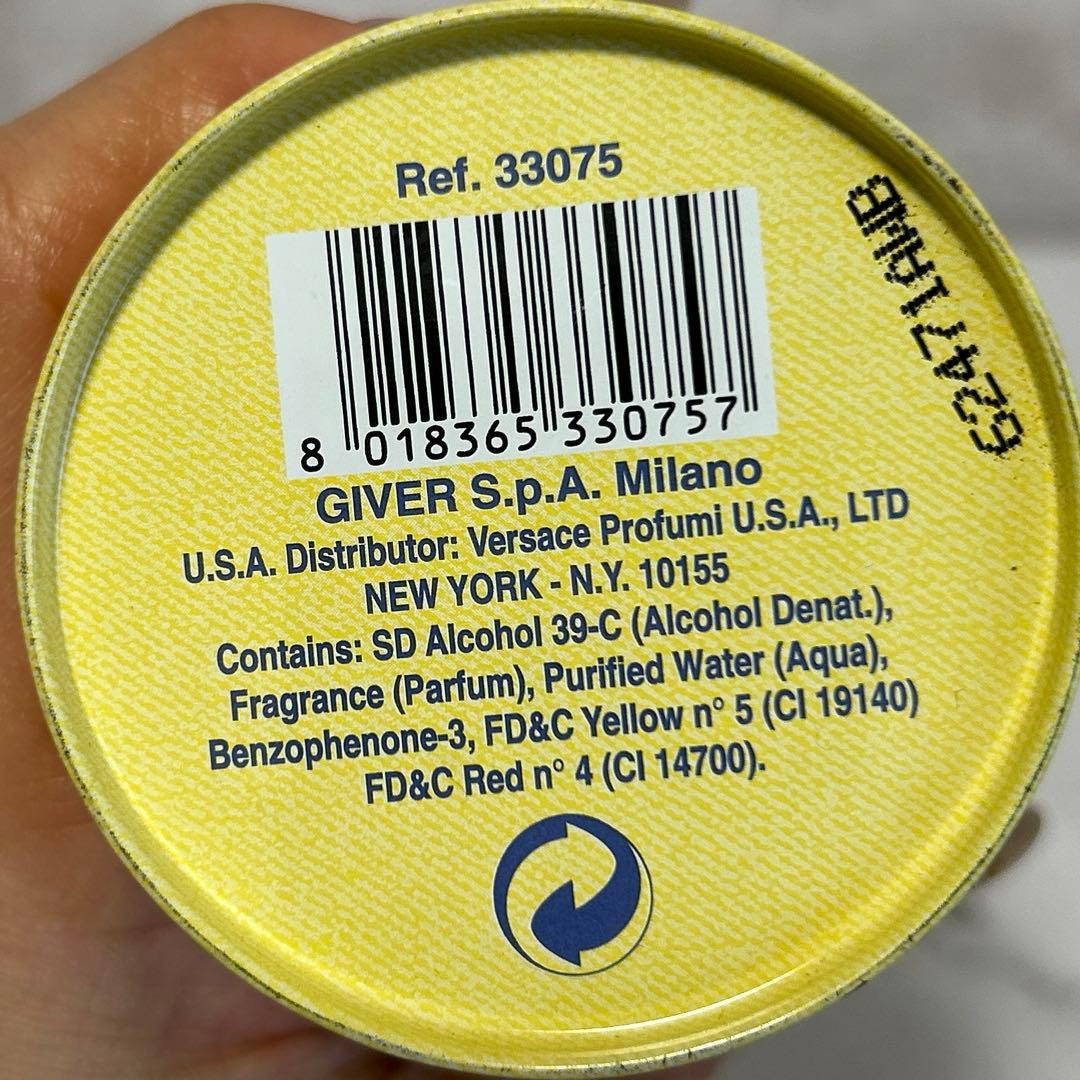 Ref. 33075
8 018365 330757
GIVER S.p.A. Milano
U.S.A. Distributor: Versace Profumi U.S.A., LTD
NEW YORK - N.Y. 10155
Contains: SD Alcohol 39-C (Alcohol Denat.),
Fragrance (Parfum), Purified Water (Aqua),
Benzophenone-3, FD&C Yellow n° 5 (CI 19140)
FD&C Red n° 4 (CI 14700).